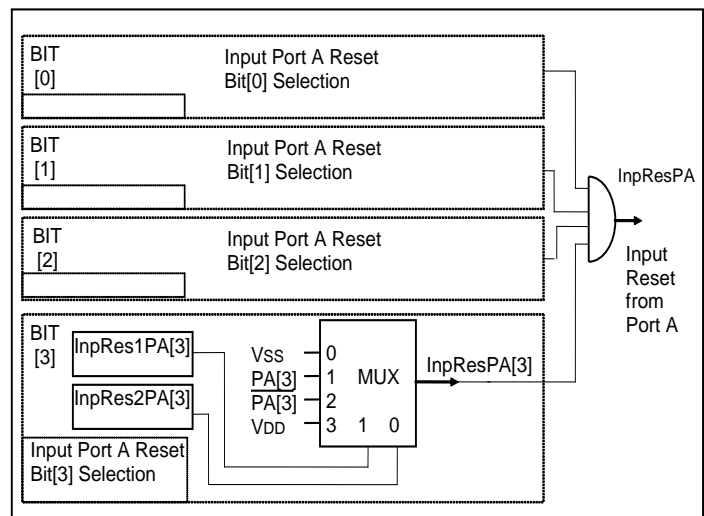 BIT
[0]
Input Port A Reset
Bit[0] Selection
BIT
[1]
Input Port A Reset
Bit[1] Selection
BIT
[2]
Input Port A Reset
Bit[2] Selection
InpResPA
Input
Reset
from
Port A
BIT
[3]
InpRes1PA[3]
InpRes2PA[3]
VSS 0
PA[3] 1
PA[3] 2
VDD 3
MUX
1 0
InpResPA[3]
Input Port A Reset
Bit[3] Selection